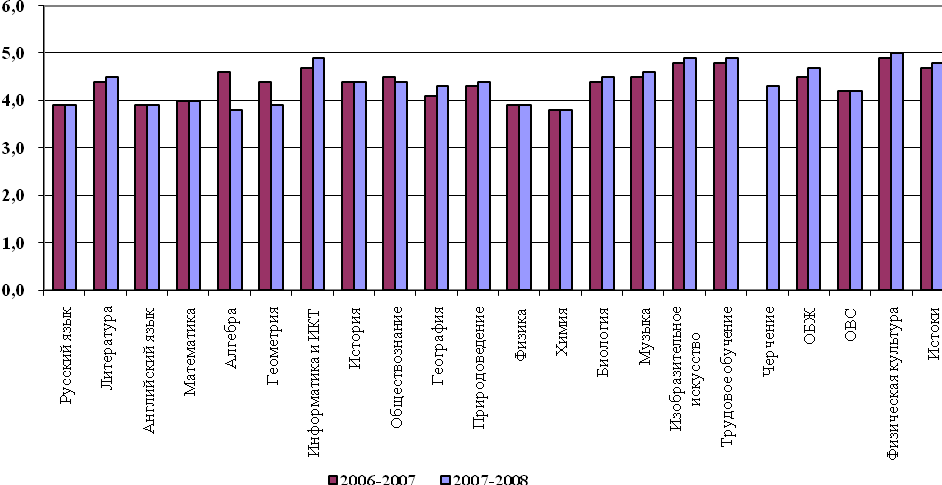 6,0
5,0
4,0
3,0
2,0
1,0
0,0
Русский язык
Литература
Английский язык
Математика
Алгебра
Геометрия
Информатика и ИКТ
История
Обществознание
География
Природоведение
Физика
Химия
Биология
Музыка
Изобразительное
искусство
Трудовое обучение
Черчение
ОБЖ
ОВС
Физическая культура
Истоки
2006-2007
2007-2008